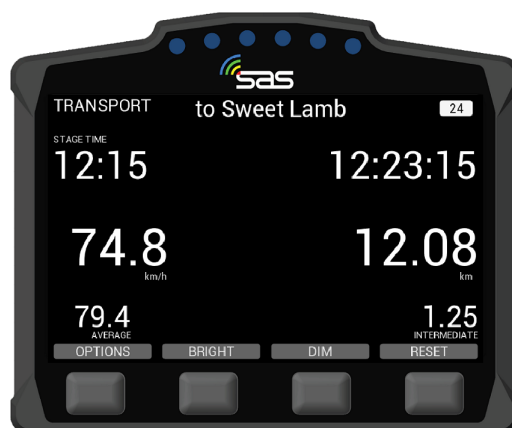 sas
TRANSPORT to Sweet Lamb 24
STAGE TIME
12:15 12:23:15
74.8 12.08
km/h km
79.4 1.25
AVERAGE INTERMEDIATE
OPTIONS BRIGHT DIM RESET